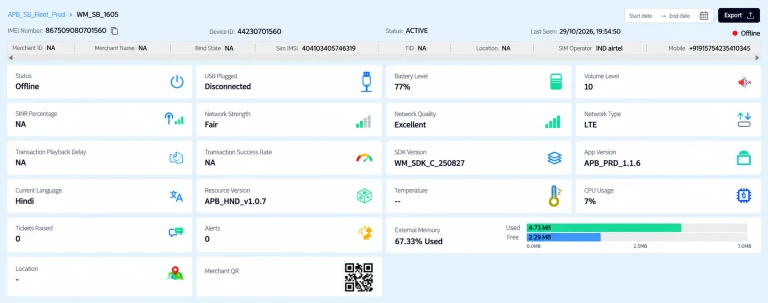 APB_SB_Fleet_Prod > WM_SB_1605
Start date → End date
Export
IMEI Number: 867509080701560
Device ID: 44230701560
Status: ACTIVE
Last Seen: 29/10/2026, 19:54:50
Offline
Merchant ID NA
Merchant Name NA
Bind State NA
Sim IMSI 404103405746319
TID NA
Location NA
SIM Operator IND airtel
Mobile +919157542354103​45
Status
Offline
USB Plugged
Disconnected
Battery Level
77%
Volume Level
10
SINR Percentage
NA
Network Strength
Fair
Network Quality
Excellent
Network Type
LTE
Transaction Playback Delay
NA
Transaction Success Rate
NA
SDK Version
WM_SDK_C_250827
App Version
APB_PRD_1.1.6
Current Language
Hindi
Resource Version
APB_HND_v1.0.7
Temperature
--
CPU Usage
7%
Tickets Raised
0
Alerts
0
External Memory
67.33% Used
Used 4.73 MB
Free 2.29 MB
0.0MB 2.5MB 7.0MB
Location
-
Merchant QR